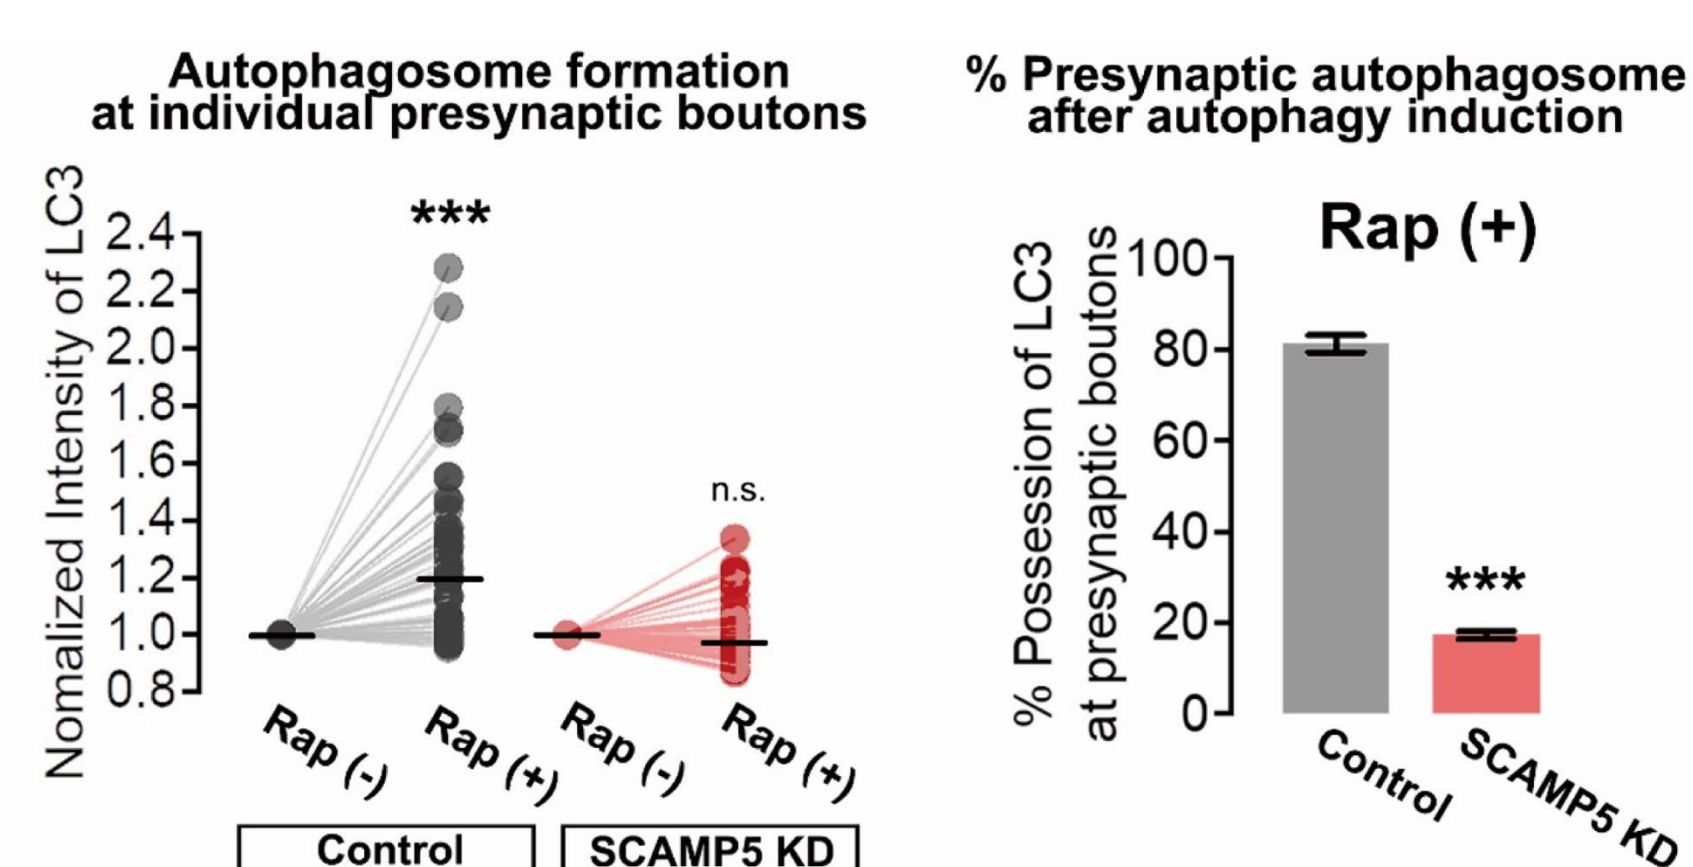 Autophagosome formation
at individual presynaptic boutons
Nomalized Intensity of LC3
2.4
2.2
2.0
1.8
1.6
1.4
1.2
1.0
0.8
***
n.s.
Rap (-)
Rap (+)
Rap (-)
Rap (+)
Control
SCAMP5 KD
% Presynaptic autophagosome
after autophagy induction
Rap (+)
% Possession of LC3
at presynaptic boutons
100
80
60
40
20
0
***
Control
SCAMP5 KD